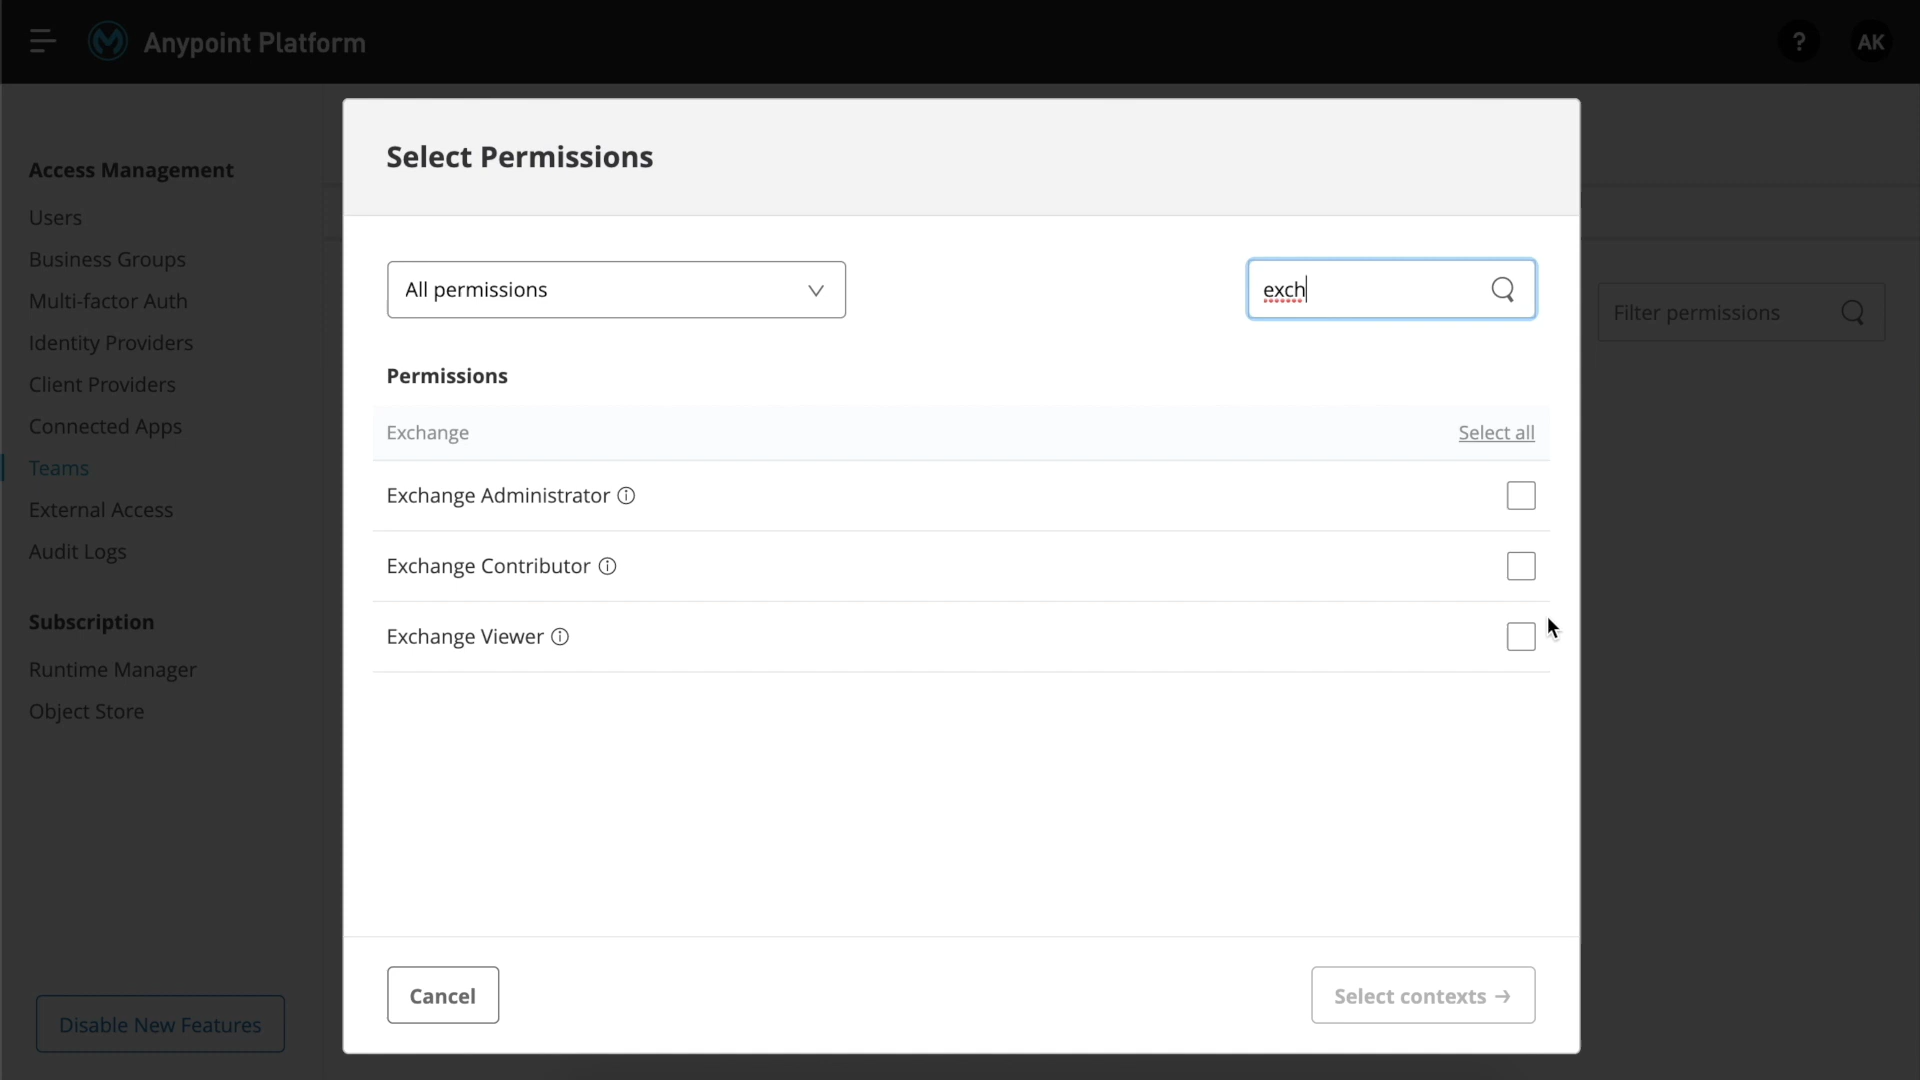 Anypoint Platform
?
AK
Access Management
Users
Business Groups
Multi-factor Auth
Identity Providers
Client Providers
Connected Apps
Teams
External Access
Audit Logs
Subscription
Runtime Manager
Object Store
Disable New Features
Select Permissions
All permissions
exch
Filter permissions
Permissions
Exchange
Select all
Exchange Administrator
Exchange Contributor
Exchange Viewer
Cancel
Select contexts →